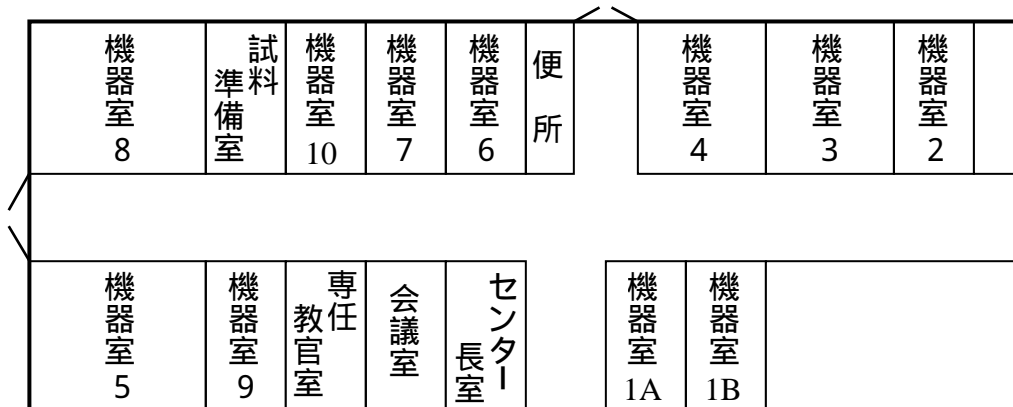 機器室8
試料準備室
機器室10
機器室7
機器室6
便所
機器室4
機器室3
機器室2
機器室5
機器室9
専任教官室
会議室
センター長室
機器室1A
機器室1B